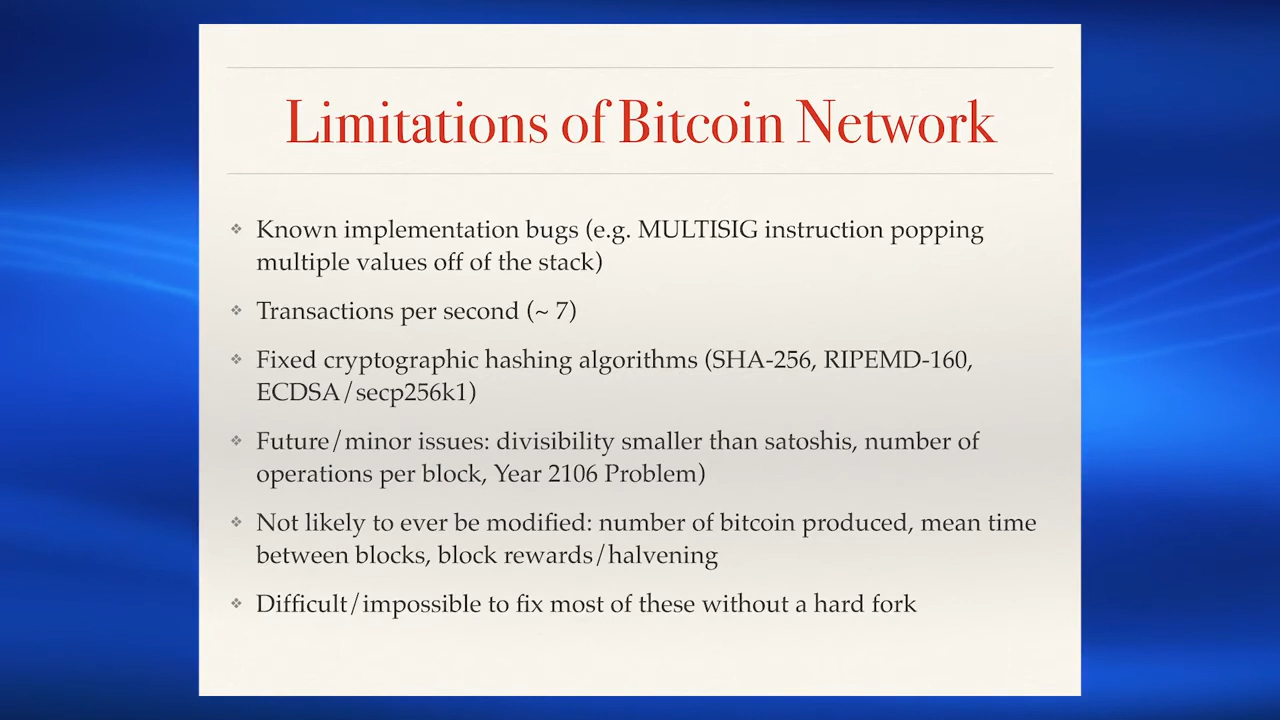 Limitations of Bitcoin Network
❖ Known implementation bugs (e.g. MULTISIG instruction popping
multiple values off of the stack)
❖ Transactions per second (~ 7)
❖ Fixed cryptographic hashing algorithms (SHA-256, RIPEMD-160,
ECDSA/secp256k1)
❖ Future/minor issues: divisibility smaller than satoshis, number of
operations per block, Year 2106 Problem)
❖ Not likely to ever be modified: number of bitcoin produced, mean time
between blocks, block rewards/halvening
❖ Difficult/impossible to fix most of these without a hard fork